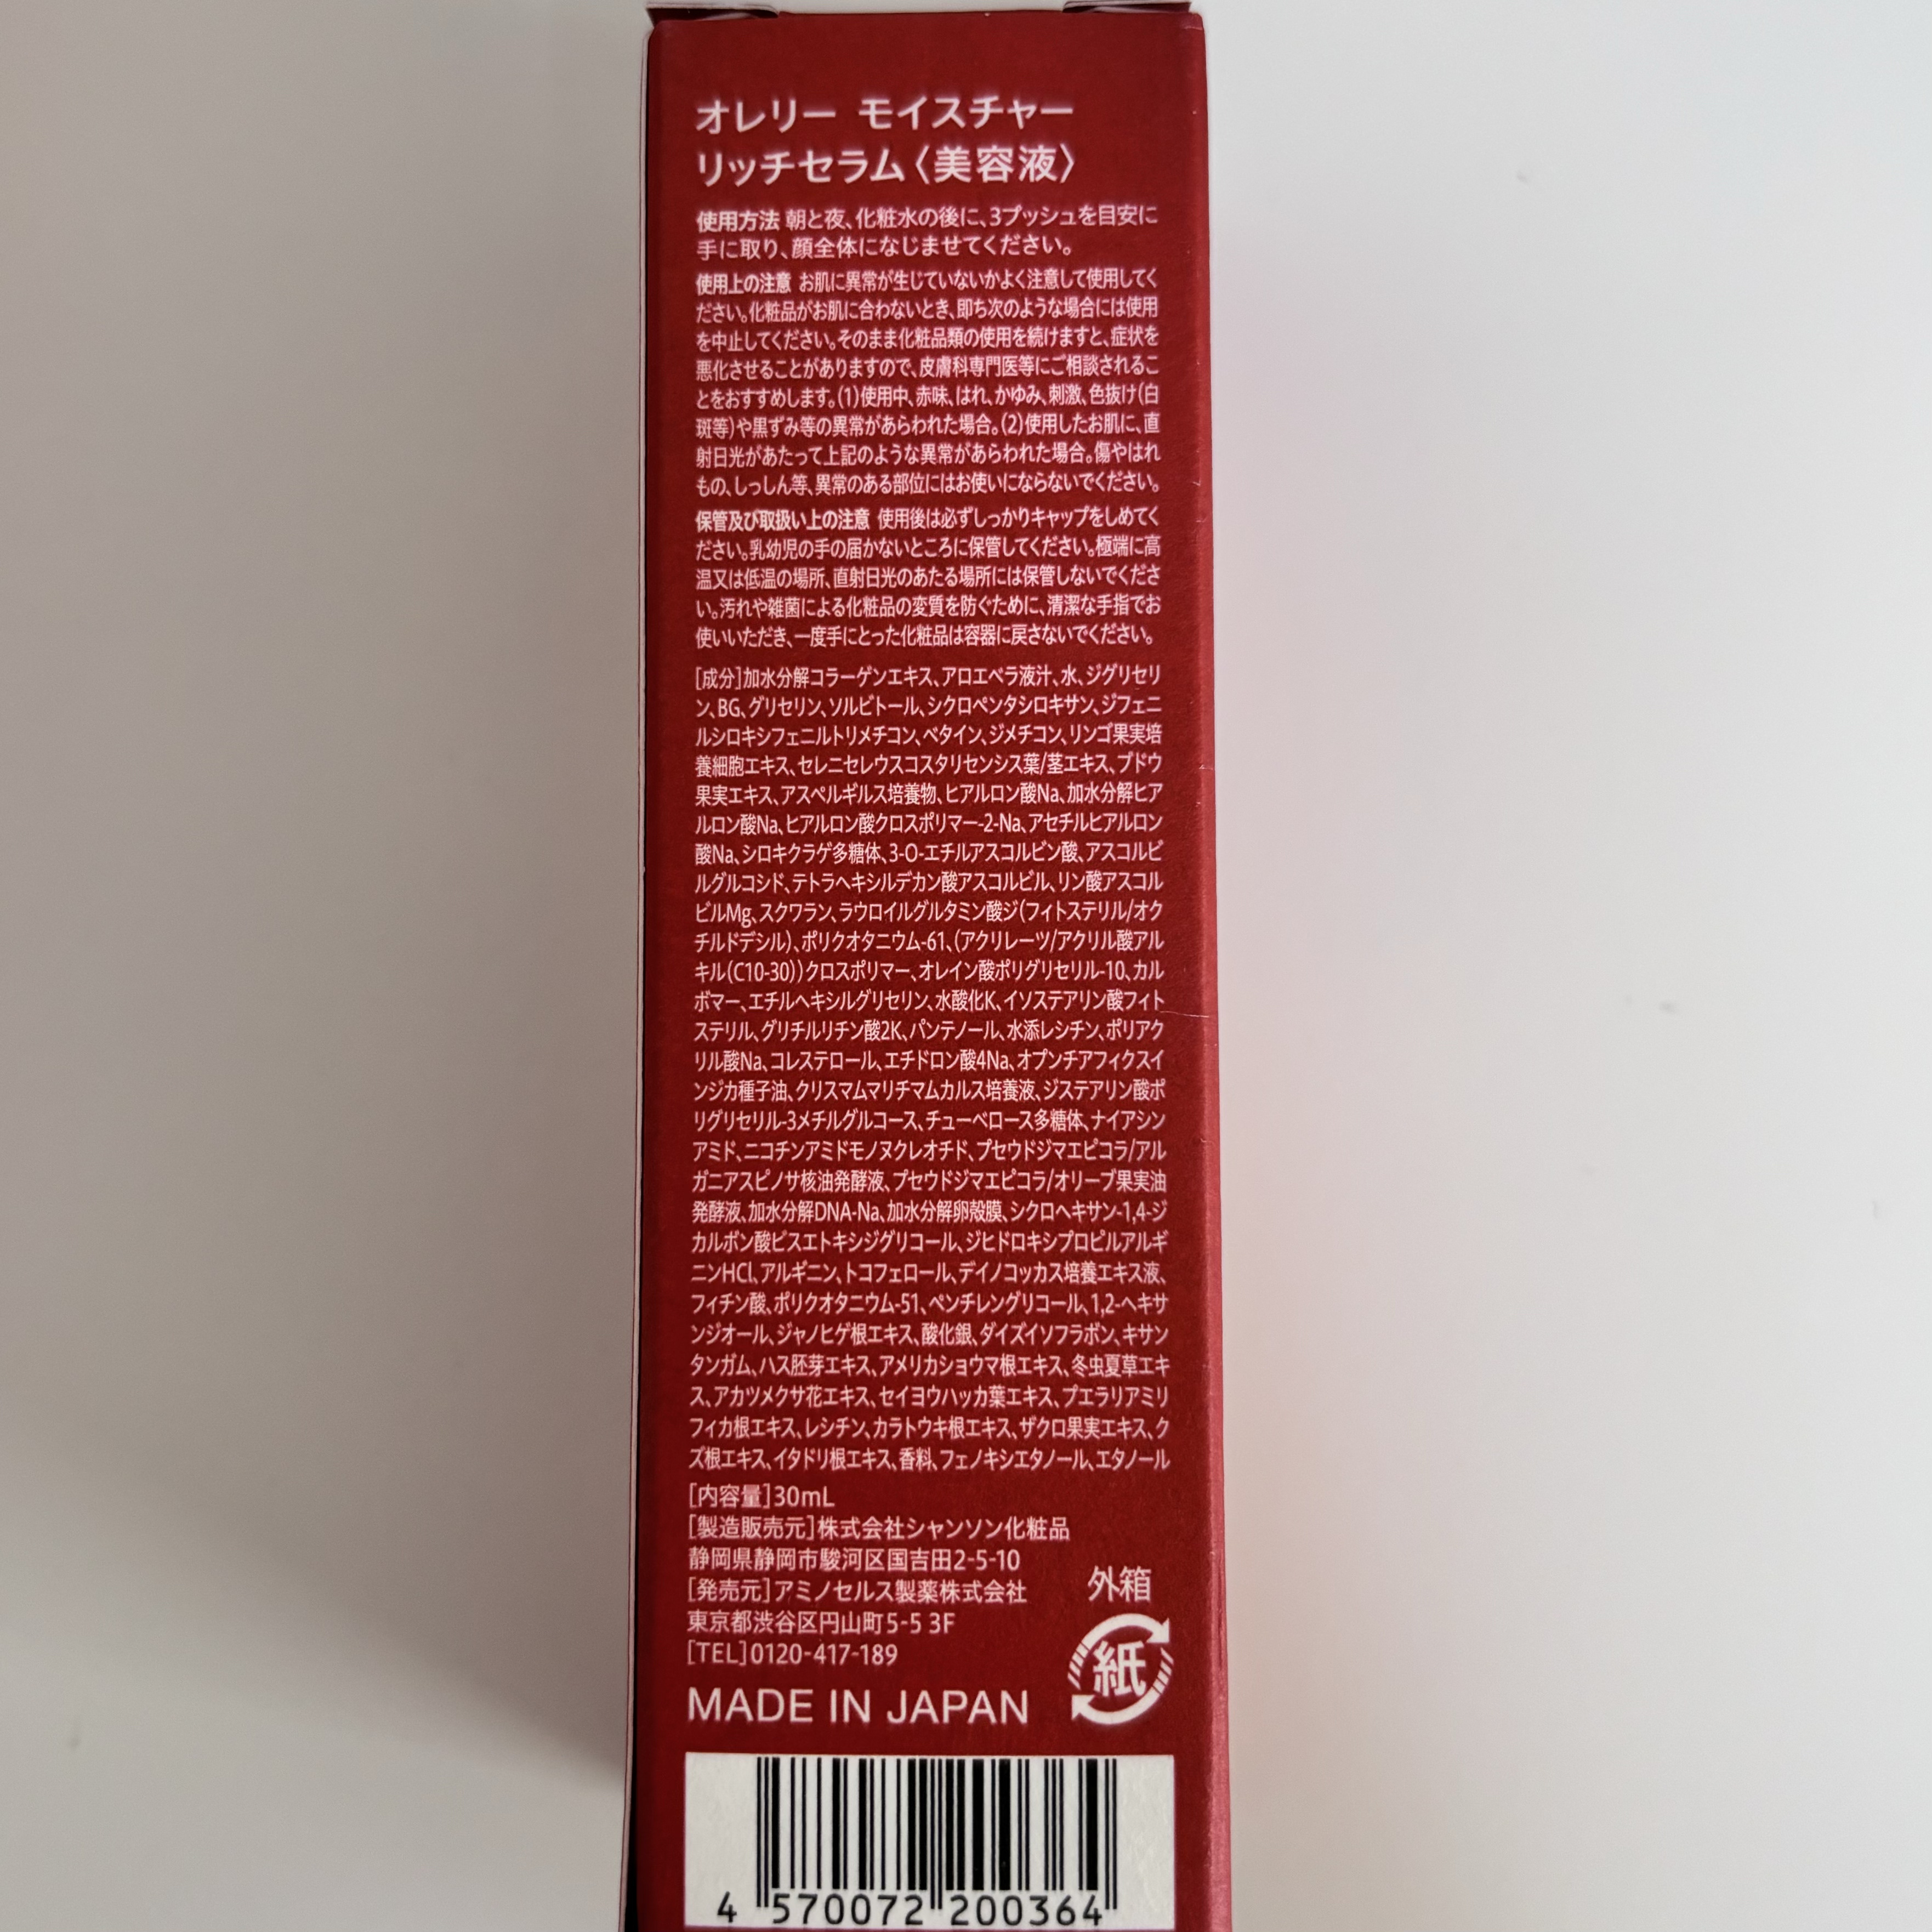 オレリー モイスチャー
リッチセラム〈美容液〉
使用方法 朝と夜、化粧水の後に、3プッシュを目安に
手に取り、顔全体になじませてください。
使用上の注意 お肌に異常が生じていないかよく注意して使用してく
ださい。化粧品がお肌に合わないとき、即ち次のような場合には使用
を中止してください。そのまま化粧品類の使用を続けますと、症状を
悪化させることがありますので、皮膚科専門医等にご相談されるこ
とをおすすめします。(1)使用中、赤味、はれ、かゆみ、刺激、色抜け(白
斑等)や黒ずみ等の異常があらわれた場合。(2)使用したお肌に、直
射日光があたって上記のような異常があらわれた場合。傷やはれ
もの、しっしん等、異常のある部位にはお使いにならないでください。
保管及び取扱い上の注意 使用後は必ずしっかりキャップをしめてく
ださい。乳幼児の手の届かないところに保管してください。極端に高
温又は低温の場所、直射日光のあたる場所には保管しないでくださ
い。汚れや雑菌による化粧品の変質を防ぐために、清潔な手指でお
使いいただき、一度手にとった化粧品は容器に戻さないでください。
[成分]加水分解コラーゲンエキス、アロエベラ液汁、水、ジグリセリ
ン、BG、グリセリン、ソルビトール、シクロペンタシロキサン、ジフェニ
ルシロキシフェニルトリメチコン、ベタイン、ジメチコン、リンゴ果実培
養細胞エキス、セレニセレウスコスタリセンシス葉/茎エキス、ブドウ
果実エキス、アスペルギルス培養物、ヒアルロン酸Na、加水分解ヒア
ルロン酸Na、ヒアルロン酸クロスポリマー-2-Na、アセチルヒアルロン
酸Na、シロキクラゲ多糖体、3-O-エチルアスコルビン酸、アスコルビ
ルグルコシド、テトラヘキシルデカン酸アスコルビル、リン酸アスコル
ビルMg、スクワラン、ラウロイルグルタミン酸ジ(フィトステリル/オク
チルドデシル)、ポリクオタニウム-61、(アクリレーツ/アクリル酸アル
キル(C10-30))クロスポリマー、オレイン酸ポリグリセリル-10、カル
ボマー、エチルヘキシルグリセリン、水酸化K、イソステアリン酸フィト
ステリル、グリチルリチン酸2K、パンテノール、水添レシチン、ポリアク
リル酸Na、コレステロール、エチドロン酸4Na、オプンチアフィクスイ
ンジカ種子油、クリスマムマリチマムカルス培養液、ジステアリン酸ポ
リグリセリル-3メチルグルコース、チューベロース多糖体、ナイアシン
アミド、ニコチンアミドモノヌクレオチド、プセウドジマエピコラ/アル
ガニアスピノサ核油発酵液、プセウドジマエピコラ/オリーブ果実油
発酵液、加水分解DNA-Na、加水分解卵殻膜、シクロヘキサン-1,4-ジ
カルボン酸ビスエトキシジグリコール、ジヒドロキシプロピルアルギ
ニンHCl、アルギニン、トコフェロール、デイノコッカス培養エキス液、
フィチン酸、ポリクオタニウム-51、ペンチレングリコール、1,2-ヘキサ
ンジオール、ジャノヒゲ根エキス、酸化銀、ダイズイソフラボン、キサン
タンガム、ハス胚芽エキス、アメリカショウマ根エキス、冬虫夏草エキ
ス、アカツメクサ花エキス、セイヨウハッカ葉エキス、プエラリアミリ
フィカ根エキス、レシチン、カラトウキ根エキス、ザクロ果実エキス、ク
ズ根エキス、イタドリ根エキス、香料、フェノキシエタノール、エタノール
[内容量]30mL
[製造販売元]株式会社シャンソン化粧品
静岡県静岡市駿河区国吉田2-5-10
[発売元]アミノセルス製薬株式会社
東京都渋谷区円山町5-5 3F
[TEL]0120-417-189
外箱
紙
MADE IN JAPAN
4 570072 200364